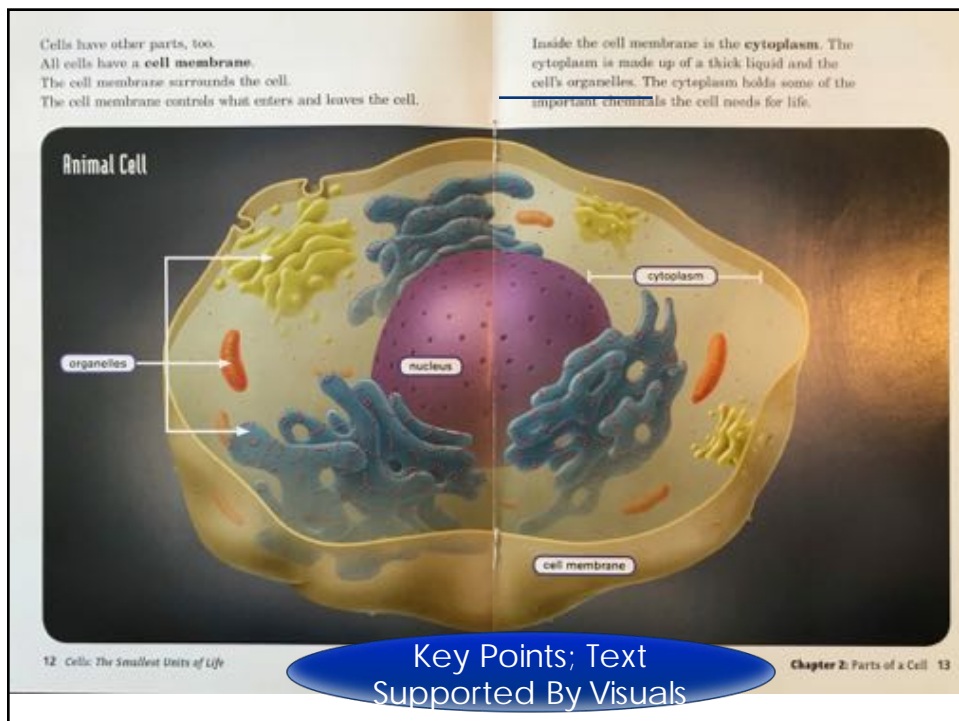 Cells have other parts, too.
All cells have a cell membrane.
The cell membrane surrounds the cell.
The cell membrane controls what enters and leaves the cell.
Inside the cell membrane is the cytoplasm. The
cytoplasm is made up of a thick liquid and the
cell's organelles. The cytoplasm holds some of the
important chemicals the cell needs for life.
Animal Cell
cytoplasm
organelles
nucleus
cell membrane
12 Cells: The Smallest Units of Life
Key Points; Text
Supported By Visuals
Chapter 2: Parts of a Cell 13